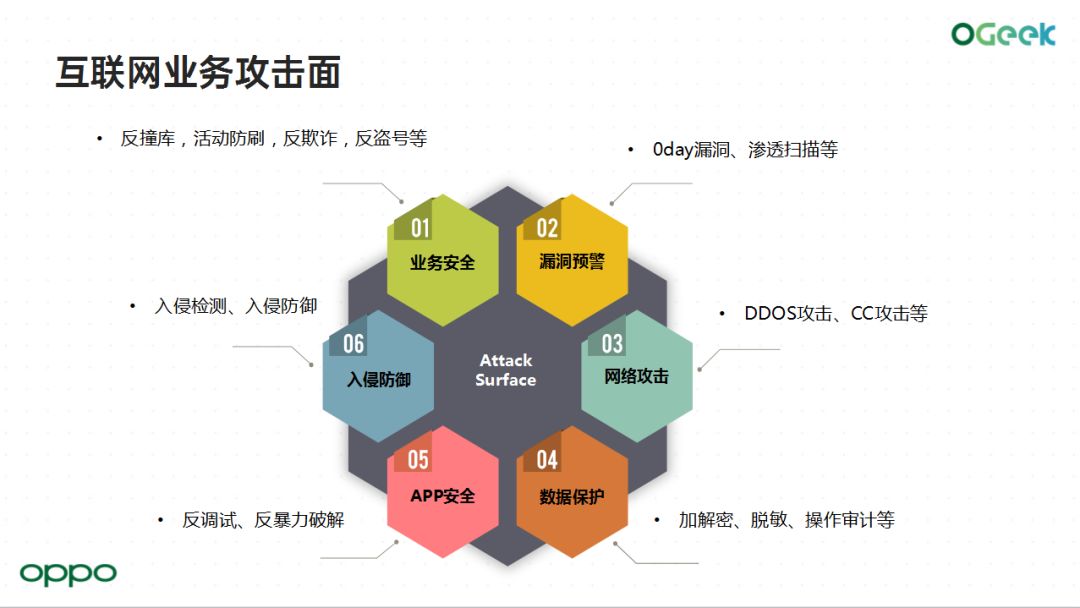 OGeek
互联网业务攻击面
• 反撞库，活动防刷，反欺诈，反盗号等
• 0day漏洞、渗透扫描等
01
业务安全
02
漏洞预警
• 入侵检测、入侵防御
• DDOS攻击、CC攻击等
06
入侵防御
Attack
Surface
03
网络攻击
05
APP安全
04
数据保护
• 反调试、反暴力破解
• 加解密、脱敏、操作审计等
oppo